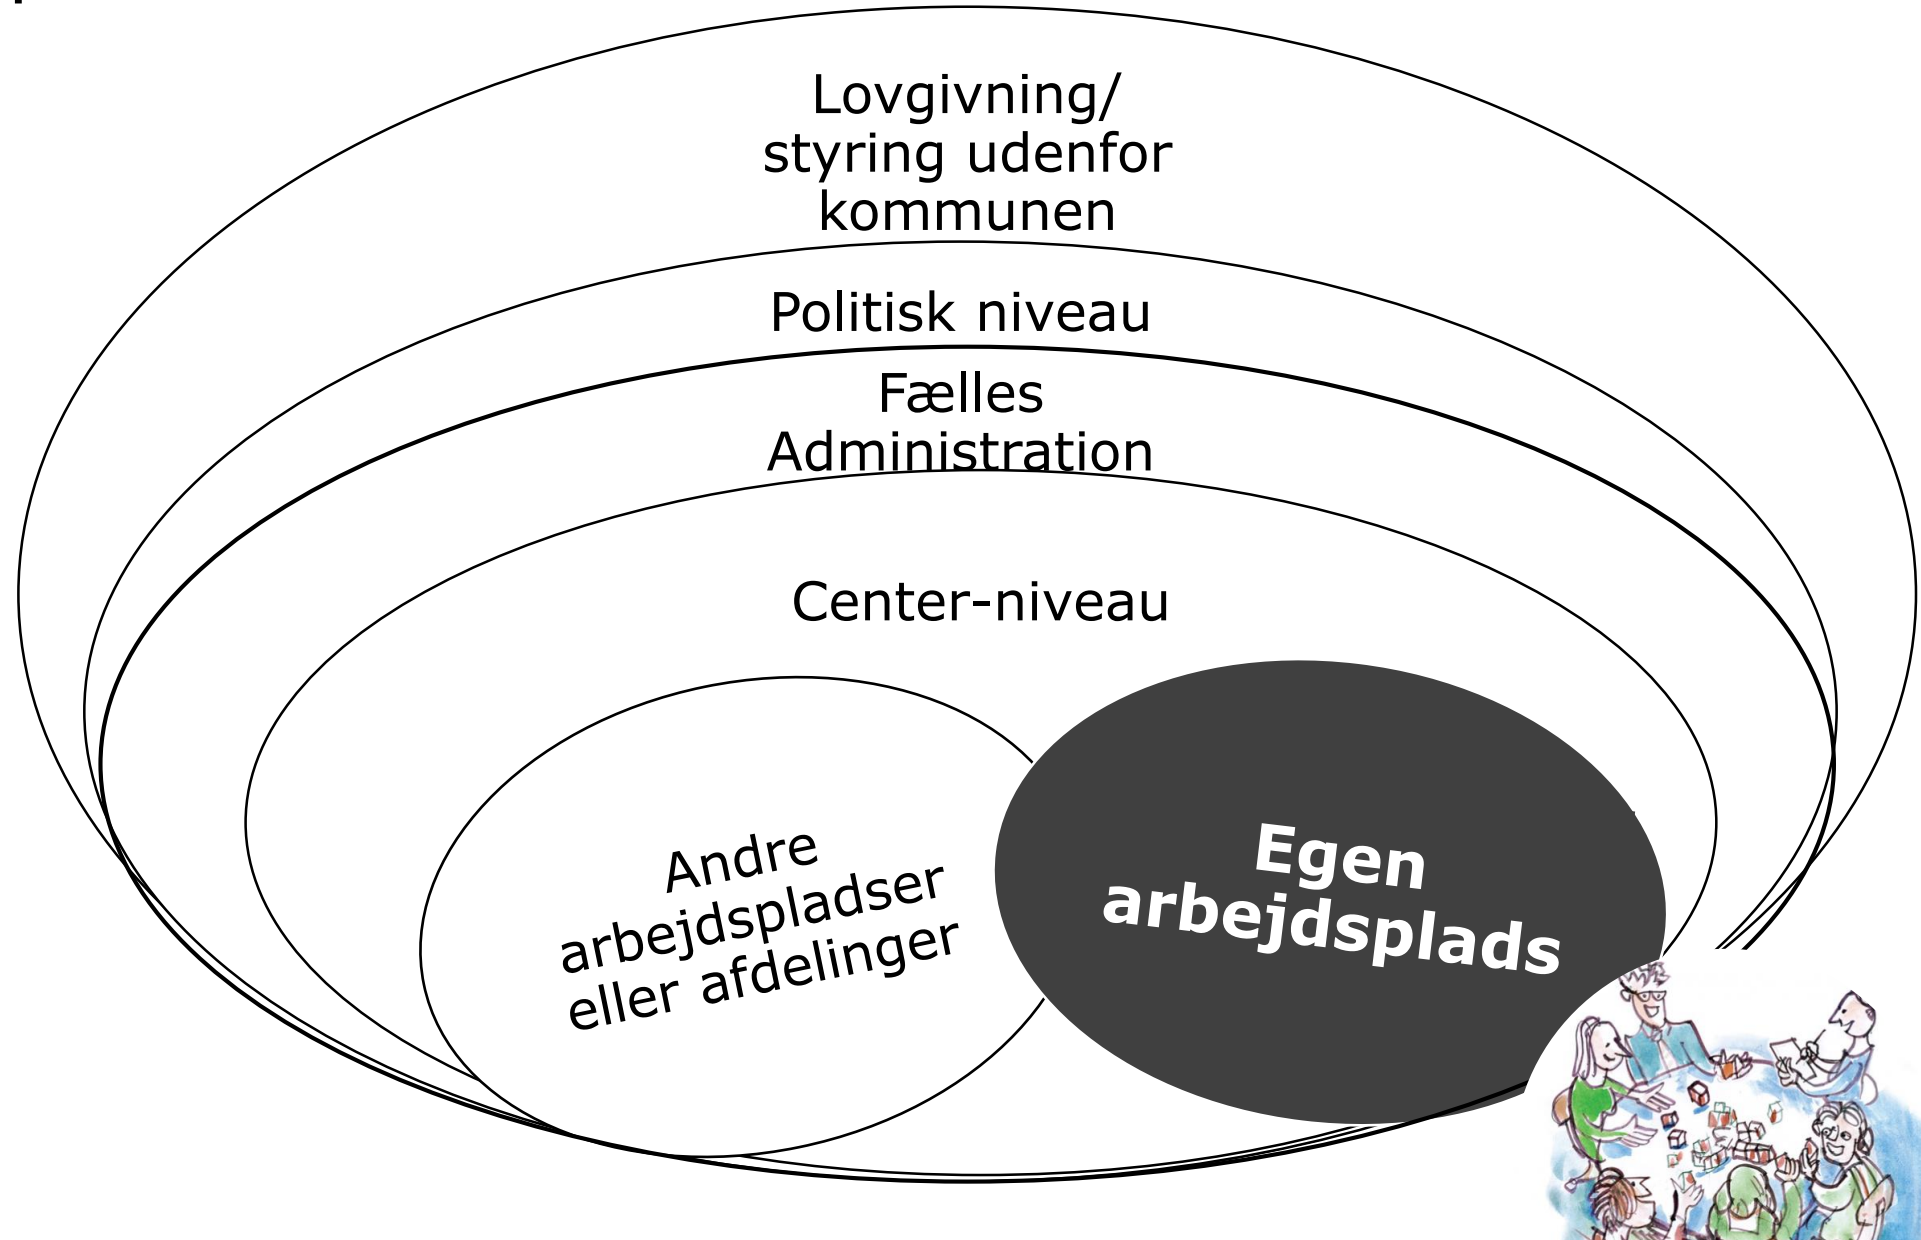 Lovgivning/
styring udenfor
kommunen
Politisk niveau
Fælles
Administration
Center-niveau
Andre
arbejdspladser
eller afdelinger
Egen
arbejdsplads